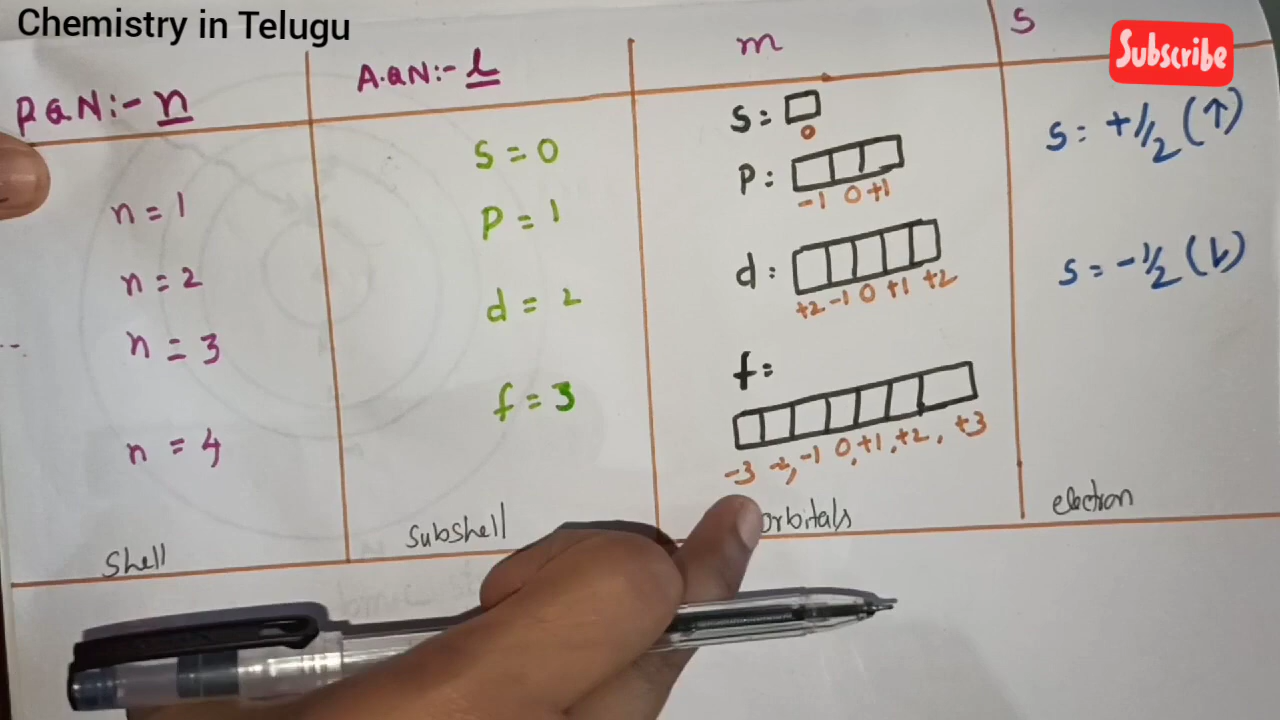 Chemistry in Telugu
Subscribe
P.Q.N:- n
A.Q.N:- l
m
S
n = 1
n = 2
n = 3
n = 4
Shell
S = 0
P = 1
d = 2
f = 3
Subshell
S =
0
P:
-1 0 +1
d:
+2 -1 0 +1 +2
f =
-3 -2, -1 0, +1, +2, +3
orbitals
S = +1/2 (↑)
S = -1/2 (↓)
electron